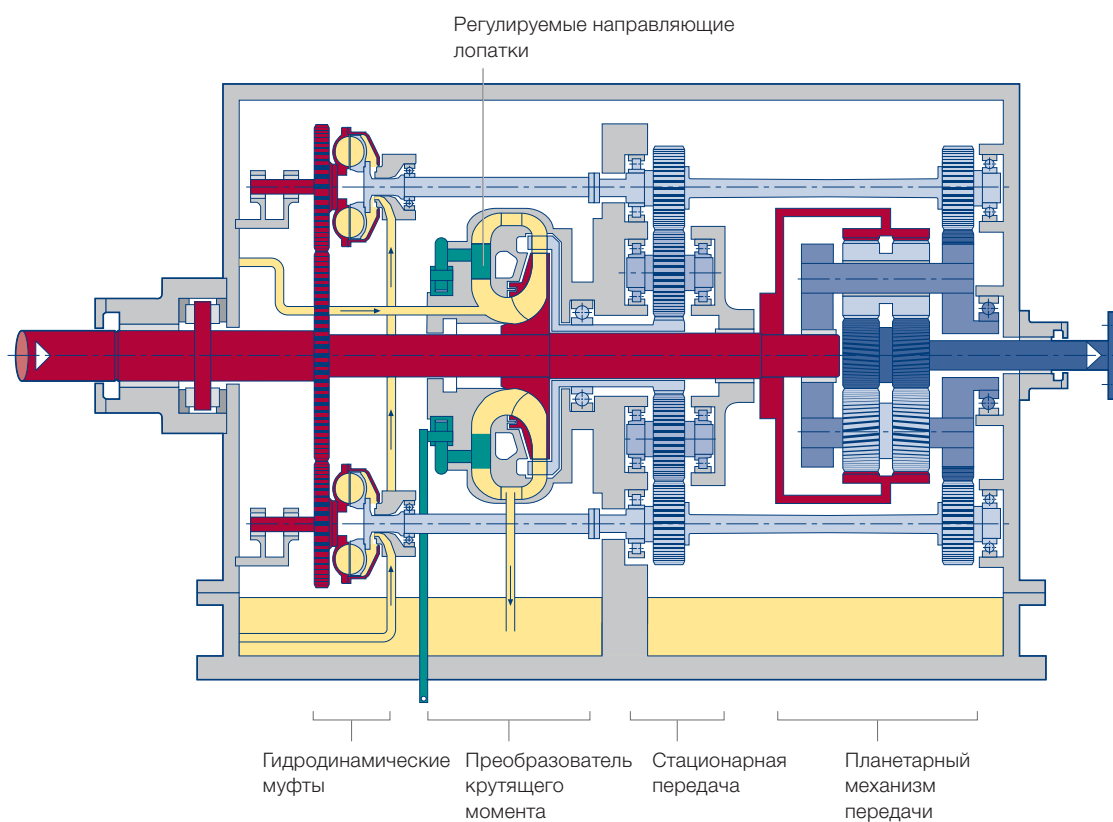 Регулируемые направляющие
лопатки
Гидродинамические
муфты
Преобразователь
крутящего
момента
Стационарная
передача
Планетарный
механизм
передачи